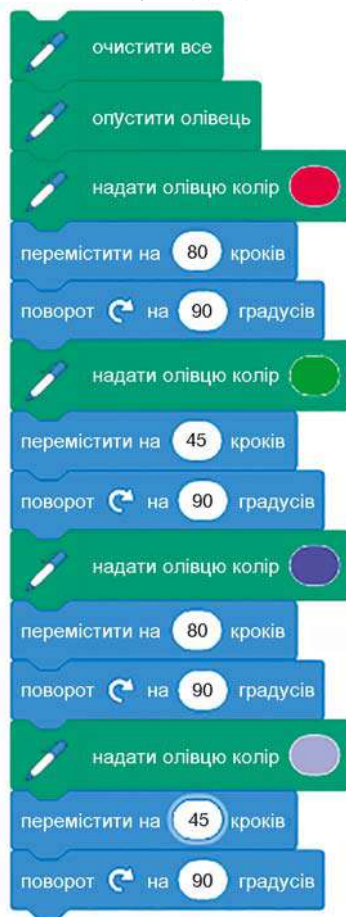 очистити все
опустити олівець
надати олівцю колір
перемістити на 80 кроків
поворот на 90 градусів
надати олівцю колір
перемістити на 45 кроків
поворот на 90 градусів
надати олівцю колір
перемістити на 80 кроків
поворот на 90 градусів
надати олівцю колір
перемістити на 45 кроків
поворот на 90 градусів